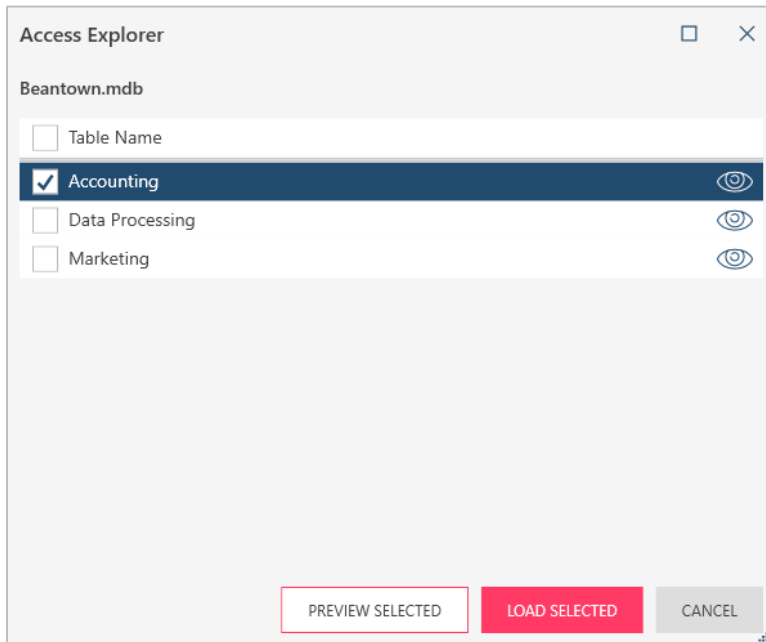 Access Explorer
Beantown.mdb
Table Name
Accounting
Data Processing
Marketing
PREVIEW SELECTED LOAD SELECTED CANCEL